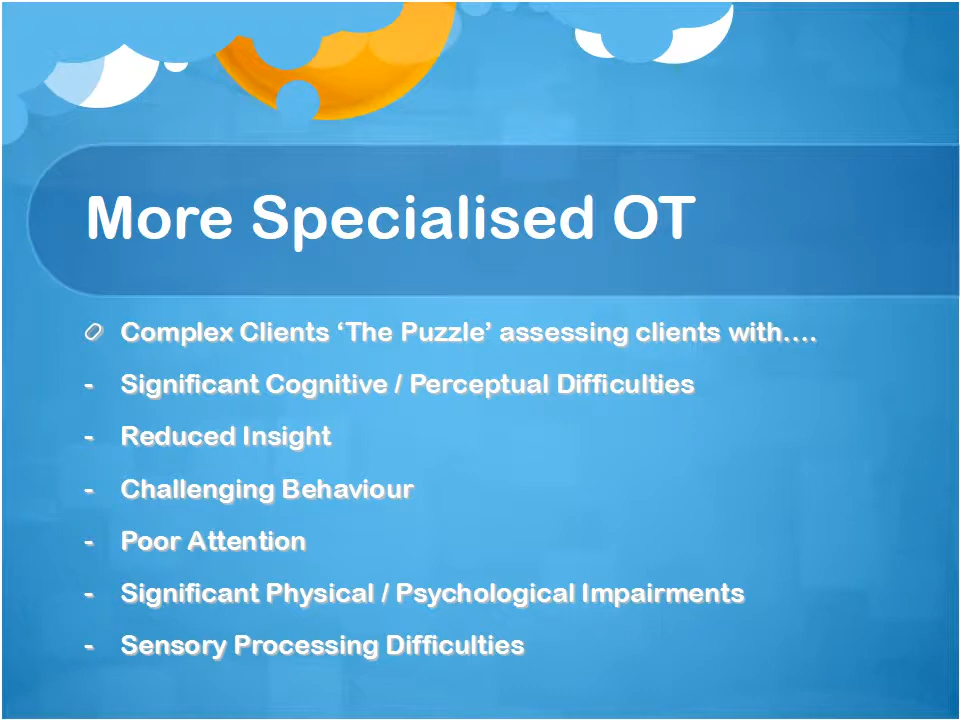 More Specialised OT
Complex Clients ‘The Puzzle’ assessing clients with….
- Significant Cognitive / Perceptual Difficulties
- Reduced Insight
- Challenging Behaviour
- Poor Attention
- Significant Physical / Psychological Impairments
- Sensory Processing Difficulties